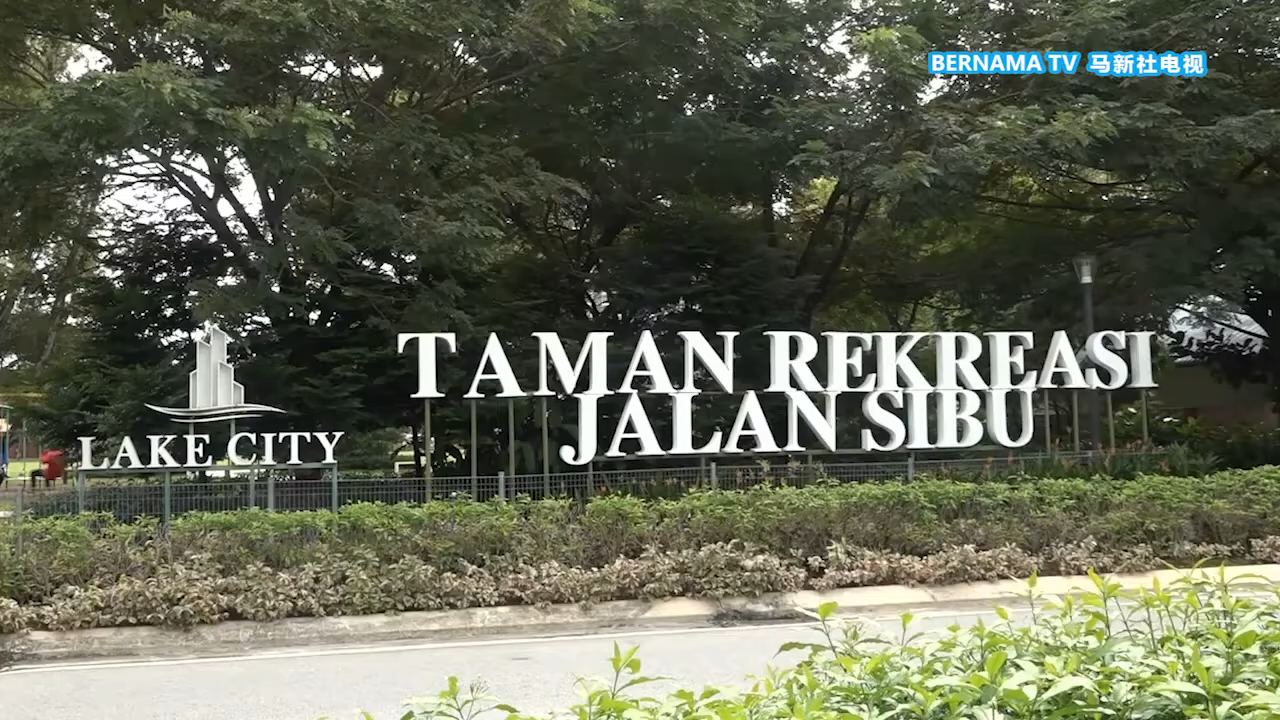 BERNAMA TV 马新社电视
TAMAN REKREASI
JALAN SIBU
LAKE CITY